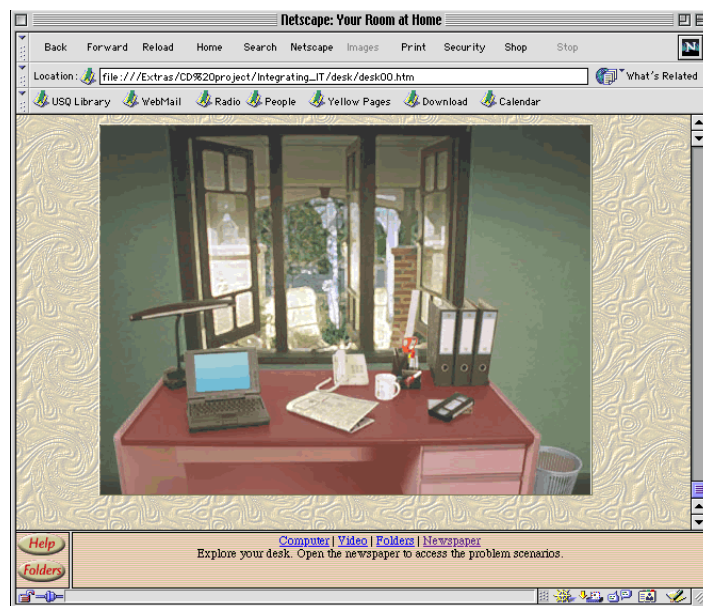 Netscape: Your Room at Home
Back Forward Reload Home Search Netscape Images Print Security Shop Stop
N
Location: file:///Extras/CD%20project/Integrating_IT/desk/desk00.htm What's Related
USQ Library WebMail Radio People Yellow Pages Download Calendar
Help
Folders
Computer | Video | Folders | Newspaper
Explore your desk. Open the newspaper to access the problem scenarios.